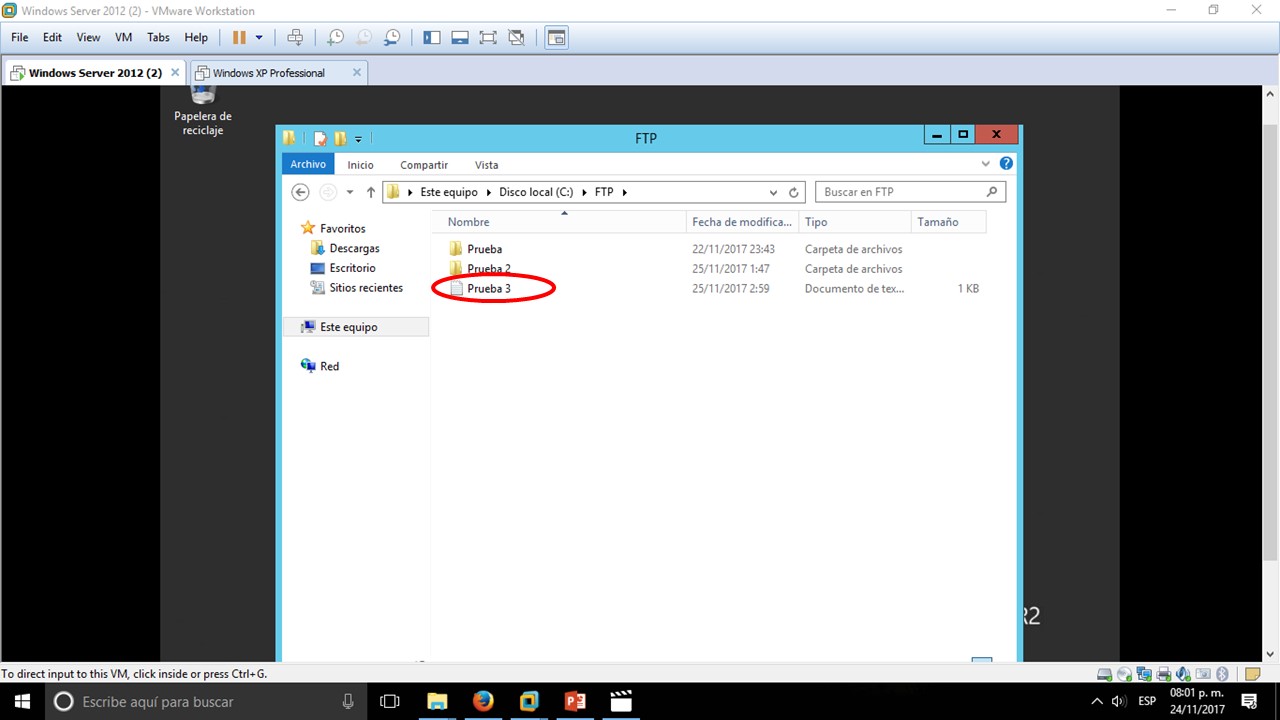 Windows Server 2012 (2) - VMware Workstation
File Edit View VM Tabs Help
Windows Server 2012 (2) Windows XP Professional
Papelera de
reciclaje
FTP
Archivo Inicio Compartir Vista
Este equipo Disco local (C:) FTP Buscar en FTP
Nombre Fecha de modifica... Tipo Tamaño
Favoritos
Descargas
Escritorio
Sitios recientes
Este equipo
Red
Prueba 22/11/2017 23:43 Carpeta de archivos
Prueba 2 25/11/2017 1:47 Carpeta de archivos
Prueba 3 25/11/2017 2:59 Documento de tex... 1 KB
R2
To direct input to this VM, click inside or press Ctrl+G.
Escribe aquí para buscar
ESP
08:01 p. m.
24/11/2017